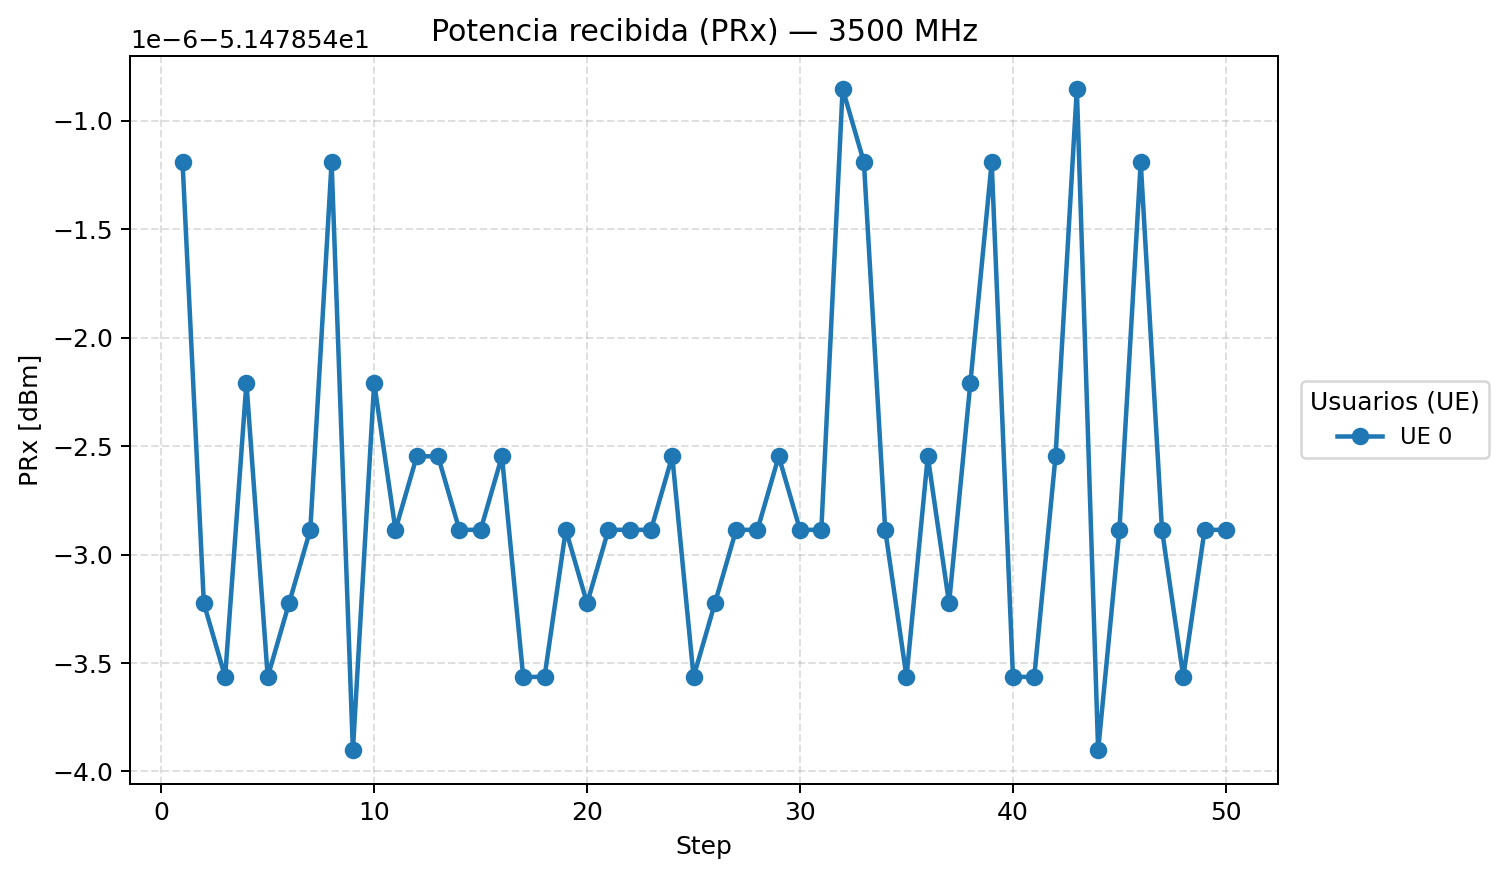 Potencia recibida (PRx) — 3500 MHz
1e−6−5.147854e1
−1.0
−1.5
−2.0
−2.5
−3.0
−3.5
−4.0
PRx [dBm]
0 10 20 30 40 50
Step
Usuarios (UE)
UE 0